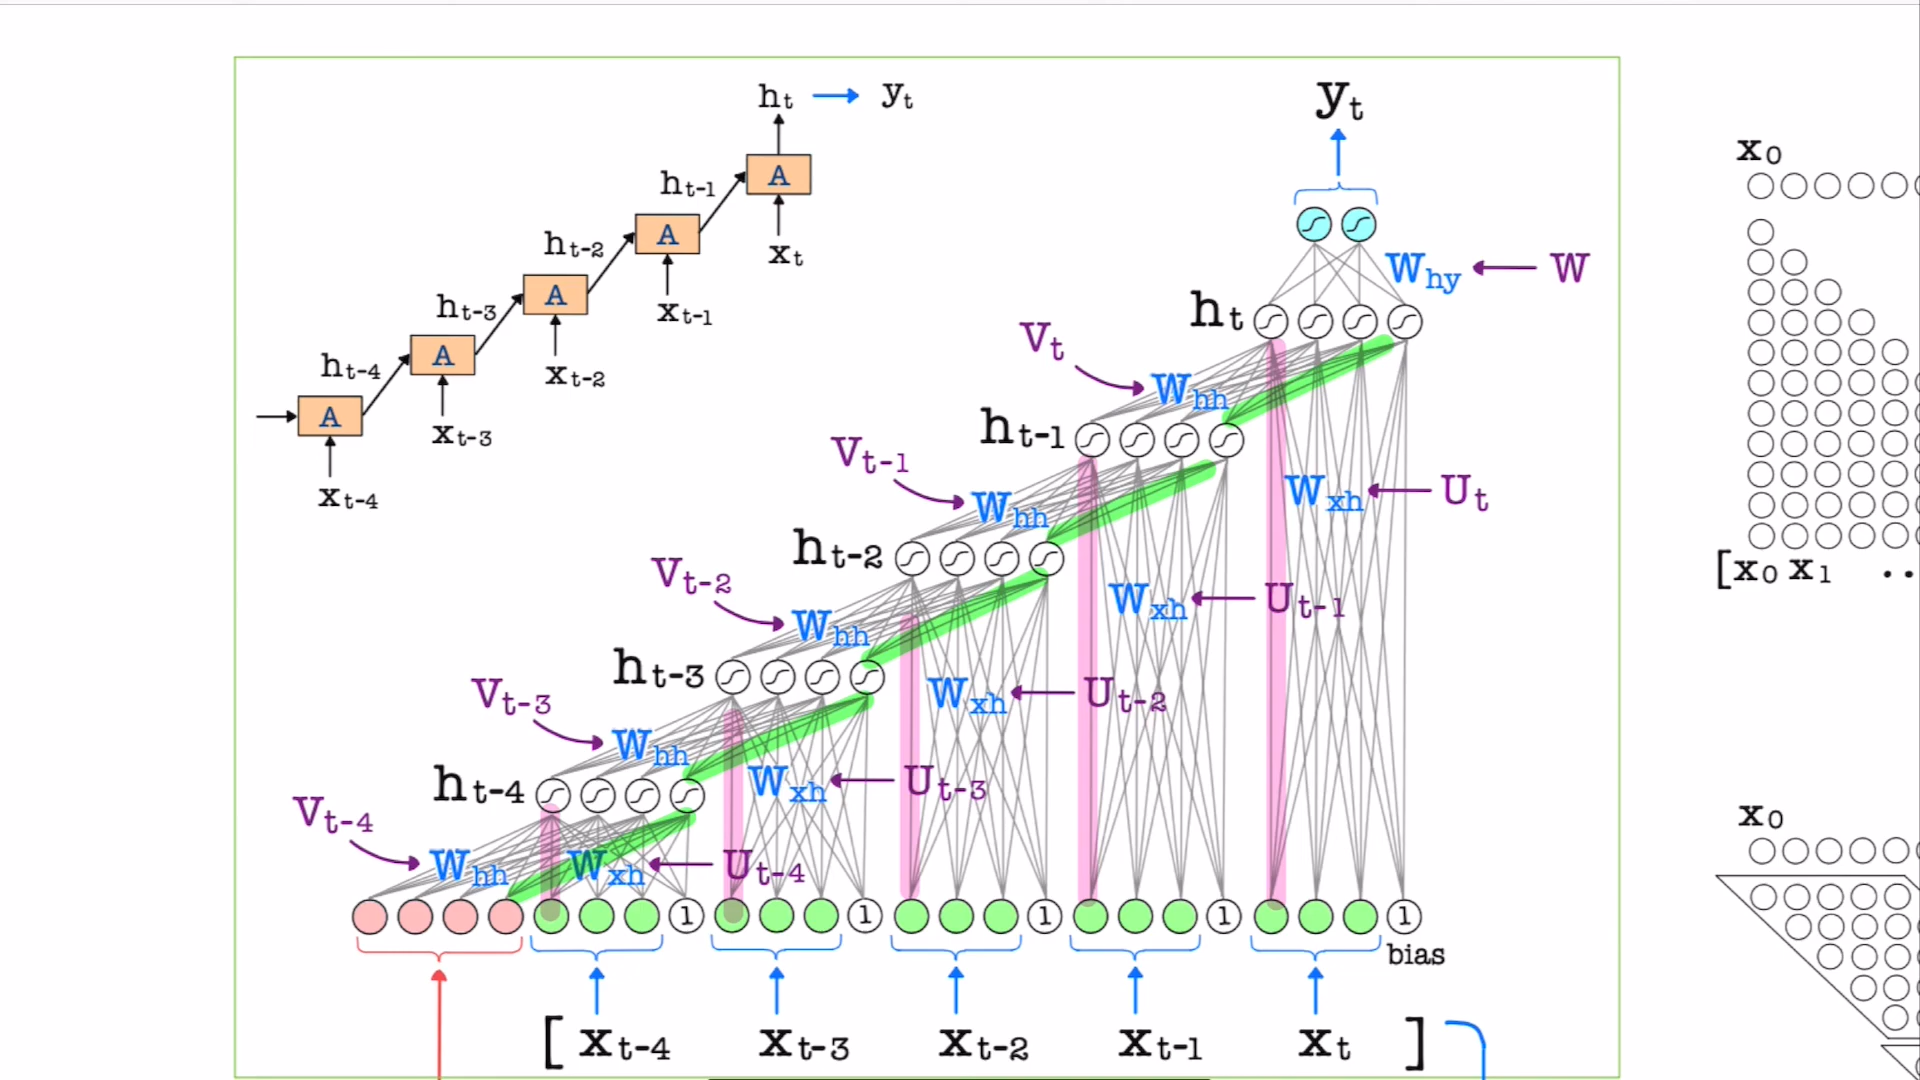 ht → yt
A
ht-1
xt
A
ht-2
xt-1
A
ht-3
xt-2
A
ht-4
xt-3
A
xt-4
yt
Why ← W
ht
Vt
Whh
ht-1
Vt-1
Whh
Wxh ← Ut
ht-2
Vt-2
Whh
Wxh ← Ut-1
ht-3
Vt-3
Whh
Wxh ← Ut-2
ht-4
Vt-4
Whh
Wxh ← Ut-3
Wxh ← Ut-4
1 1 1 1 1
bias
[ xt-4 xt-3 xt-2 xt-1 xt ]
x0
[x0 x1 ..
x0